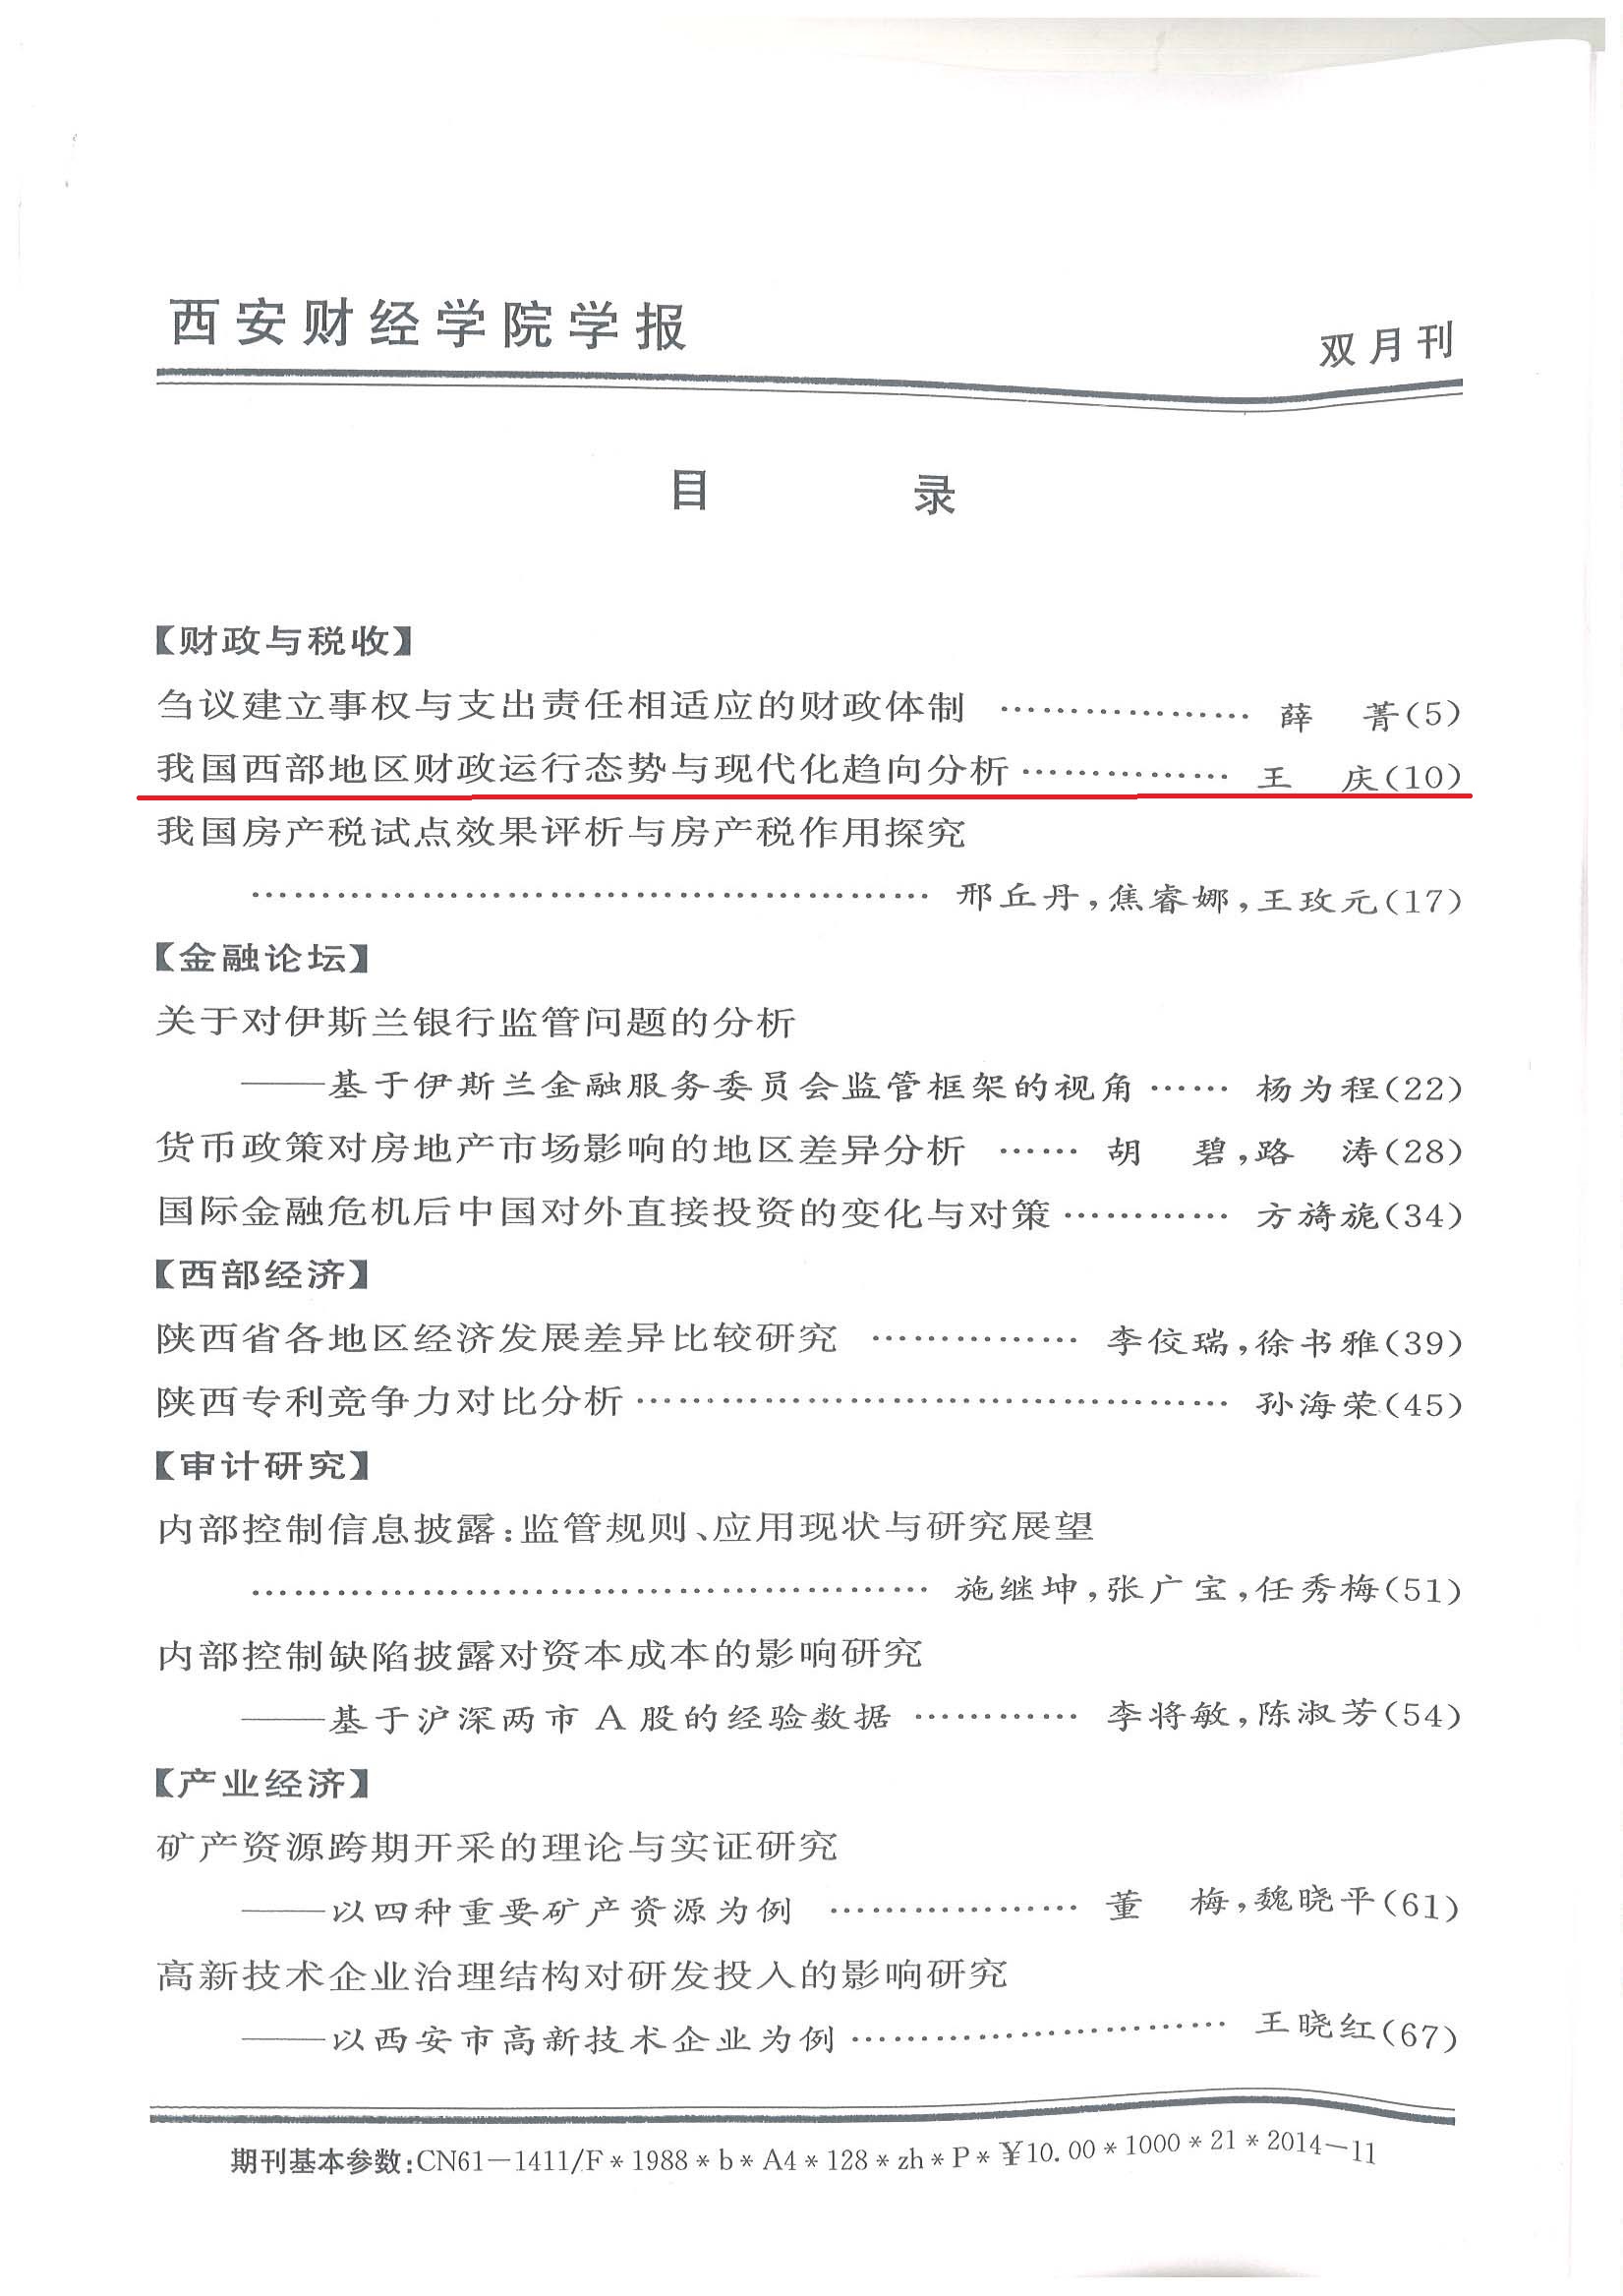 西安财经学院学报
双月刊
目 录
【财政与税收】
刍议建立事权与支出责任相适应的财政体制 ………………… 薛 菁(5)
我国西部地区财政运行态势与现代化趋向分析 ……………… 王 庆(10)
我国房产税试点效果评析与房产税作用探究
………………………………………………… 邢丘丹,焦睿娜,王玫元(17)
【金融论坛】
关于对伊斯兰银行监管问题的分析
——基于伊斯兰金融服务委员会监管框架的视角 …… 杨为程(22)
货币政策对房地产市场影响的地区差异分析 …… 胡 碧,路 涛(28)
国际金融危机后中国对外直接投资的变化与对策 ………… 方旖旎(34)
【西部经济】
陕西省各地区经济发展差异比较研究 ……………… 李佼瑞,徐书雅(39)
陕西专利竞争力对比分析 ………………………………………… 孙海荣(45)
【审计研究】
内部控制信息披露:监管规则、应用现状与研究展望
………………………………………………… 施继坤,张广宝,任秀梅(51)
内部控制缺陷披露对资本成本的影响研究
——基于沪深两市 A 股的经验数据 ………… 李将敏,陈淑芳(54)
【产业经济】
矿产资源跨期开采的理论与实证研究
——以四种重要矿产资源为例 ………………… 董 梅,魏晓平(61)
高新技术企业治理结构对研发投入的影响研究
——以西安市高新技术企业为例 ………………………… 王晓红(67)
期刊基本参数:CN61—1411/F * 1988 * b * A4 * 128 * zh * P * ¥10.00 * 1000 * 21 * 2014—11